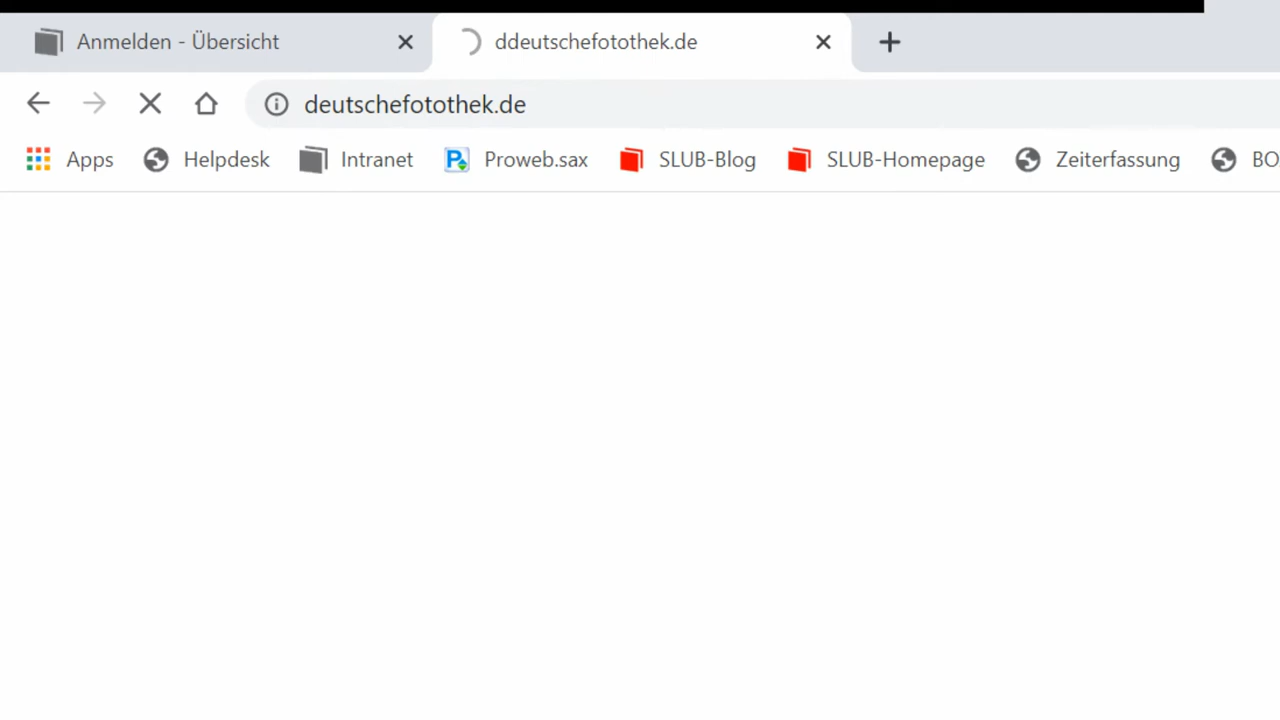 Anmelden - Übersicht
ddeutschefotothek.de
deutschefotothek.de
Apps Helpdesk Intranet Proweb.sax SLUB-Blog SLUB-Homepage Zeiterfassung BO